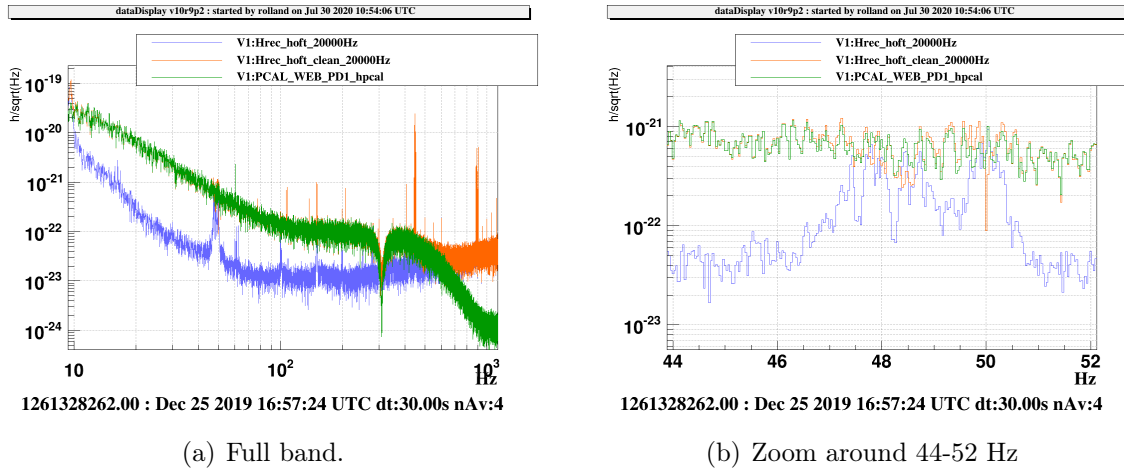 dataDisplay v10r9p2 : started by rolland on Jul 30 2020 10:54:06 UTC
V1:Hrec_hoft_20000Hz
V1:Hrec_hoft_clean_20000Hz
V1:PCAL_WEB_PD1_hpcal
h/sqrt(Hz)
10-19
10-20
10-21
10-22
10-23
10-24
10
10²
10³
Hz
1261328262.00 : Dec 25 2019 16:57:24 UTC dt:30.00s nAv:4
(a) Full band.
dataDisplay v10r9p2 : started by rolland on Jul 30 2020 10:54:06 UTC
V1:Hrec_hoft_20000Hz
V1:Hrec_hoft_clean_20000Hz
V1:PCAL_WEB_PD1_hpcal
h/sqrt(Hz)
10-21
10-22
10-23
44 46 48 50 52
Hz
1261328262.00 : Dec 25 2019 16:57:24 UTC dt:30.00s nAv:4
(b) Zoom around 44-52 Hz